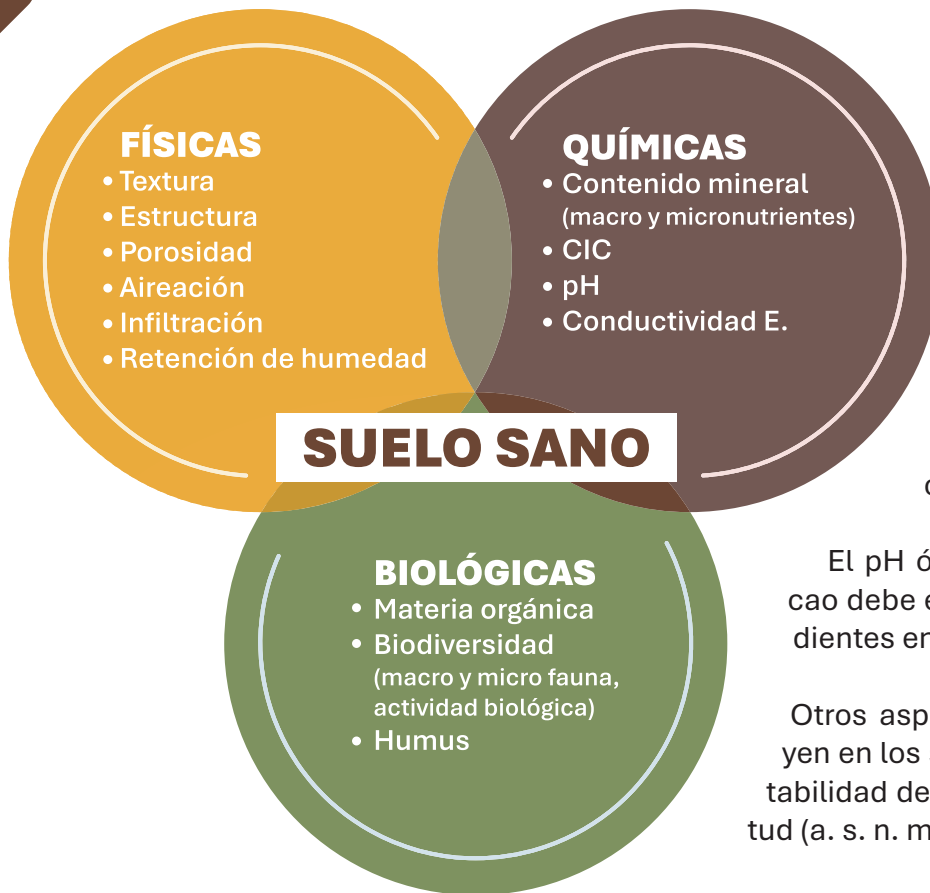 FÍSICAS
• Textura
• Estructura
• Porosidad
• Aireación
• Infiltración
• Retención de humedad
QUÍMICAS
• Contenido mineral
(macro y micronutrientes)
• CIC
• pH
• Conductividad E.
SUELO SANO
BIOLÓGICAS
• Materia orgánica
• Biodiversidad
(macro y micro fauna,
actividad biológica)
• Humus
El pH
cao debe
dientes en
Otros
yen en los
tabilidad de
tud (a. s. n. m